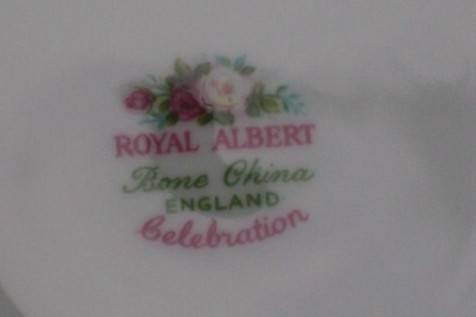 ROYAL ALBERT
Bone China
ENGLAND
Celebration